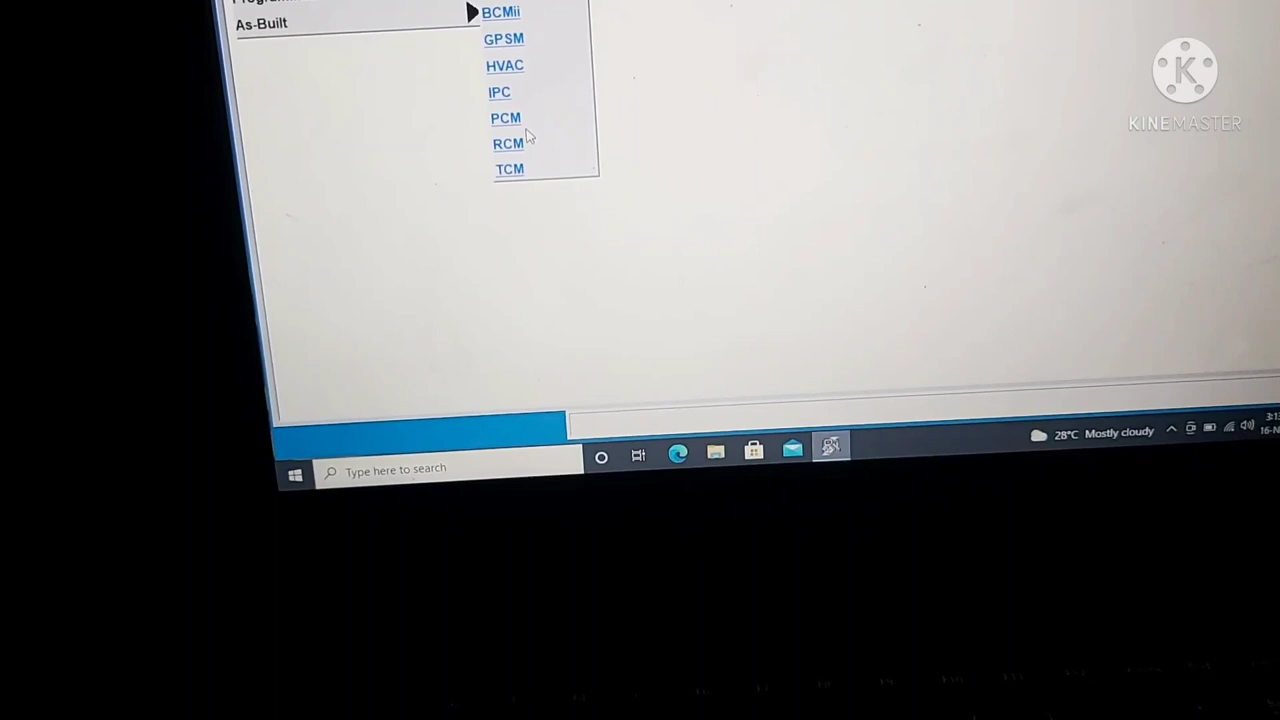 As-Built
BCMii
GPSM
HVAC
IPC
PCM
RCM
TCM
KINEMASTER
Type here to search
28°C Mostly cloudy